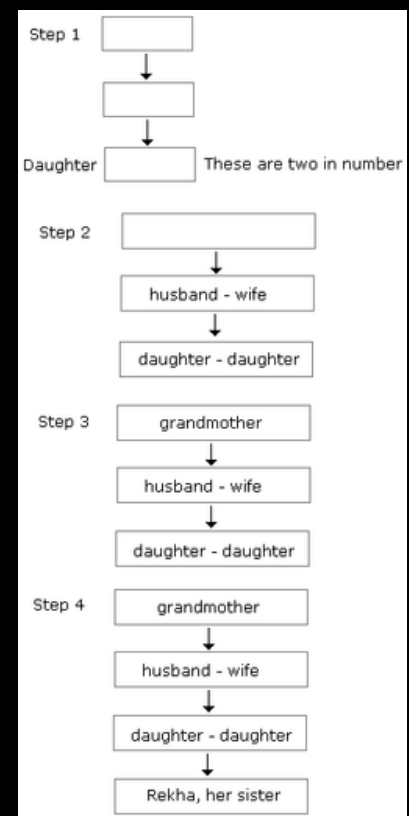 Step 1
Daughter These are two in number
Step 2
husband - wife
daughter - daughter
Step 3 grandmother
husband - wife
daughter - daughter
Step 4 grandmother
husband - wife
daughter - daughter
Rekha, her sister